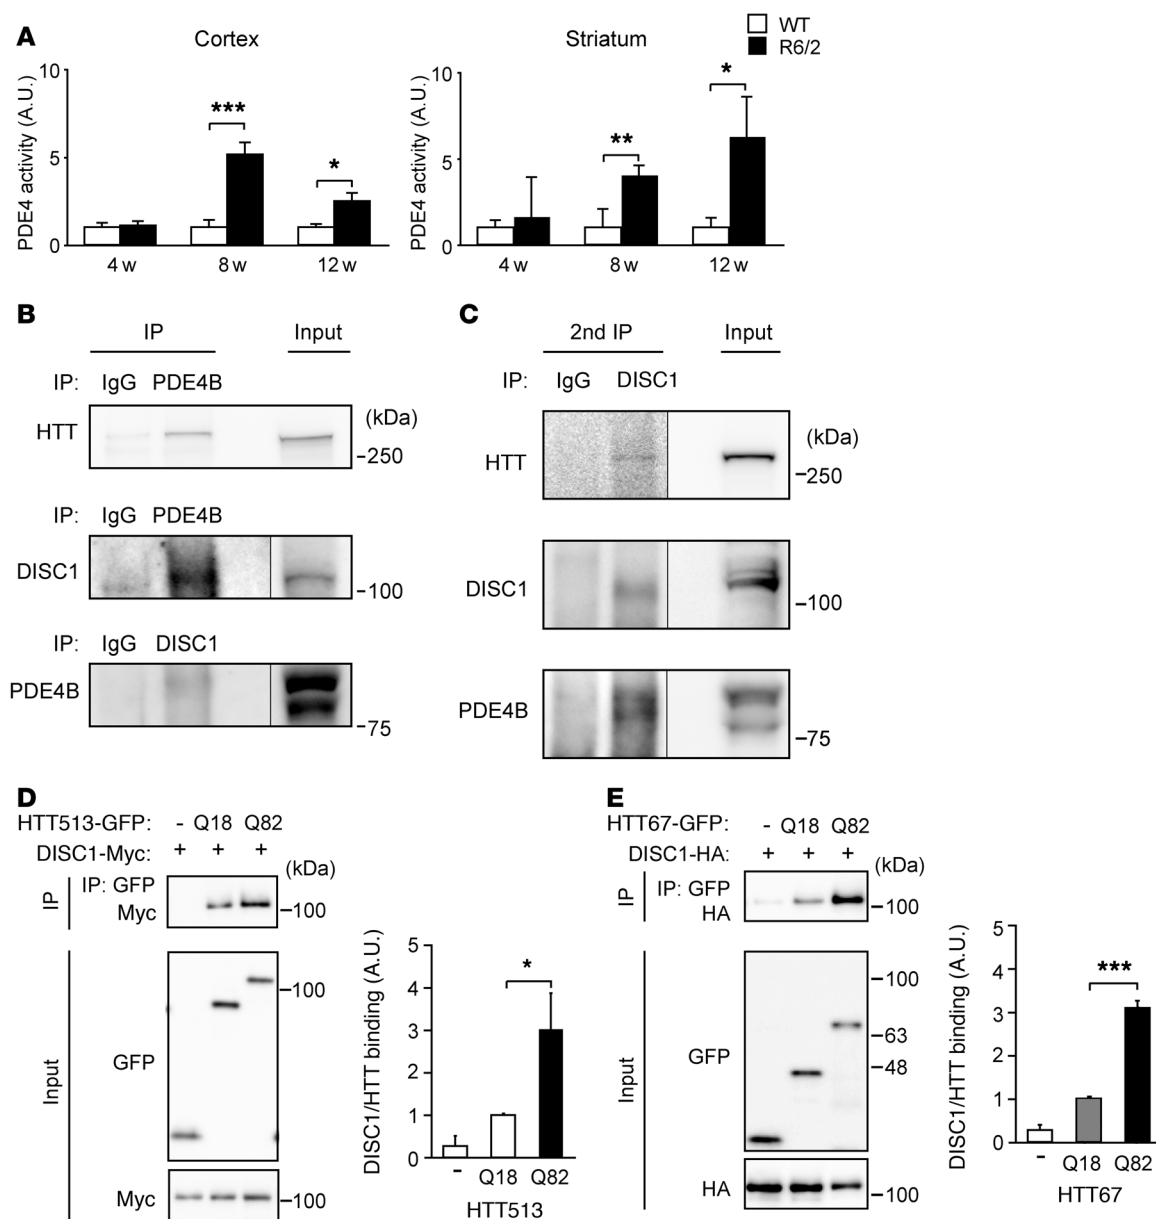 A
Cortex
Striatum
WT
R6/2
PDE4 activity (A.U.)
10
5
0
***
*
4 w
8 w
12 w
PDE4 activity (A.U.)
10
5
0
**
*
4 w
8 w
12 w
B
IP
Input
IP: IgG PDE4B
HTT
(kDa)
-250
IP: IgG PDE4B
DISC1
-100
IP: IgG DISC1
PDE4B
-75
C
2nd IP
Input
IP: IgG DISC1
HTT
(kDa)
-250
DISC1
-100
PDE4B
-75
D
HTT513-GFP: - Q18 Q82
DISC1-Myc: + + +
(kDa)
IP
IP: GFP
Myc
-100
Input
GFP
-100
Myc
-100
DISC1/HTT binding (A.U.)
5
4
3
2
1
0
*
- Q18 Q82
HTT513
E
HTT67-GFP: - Q18 Q82
DISC1-HA: + + +
(kDa)
IP
IP: GFP
HA
-100
Input
GFP
-100
-63
-48
HA
-100
DISC1/HTT binding (A.U.)
5
4
3
2
1
0
***
- Q18 Q82
HTT67